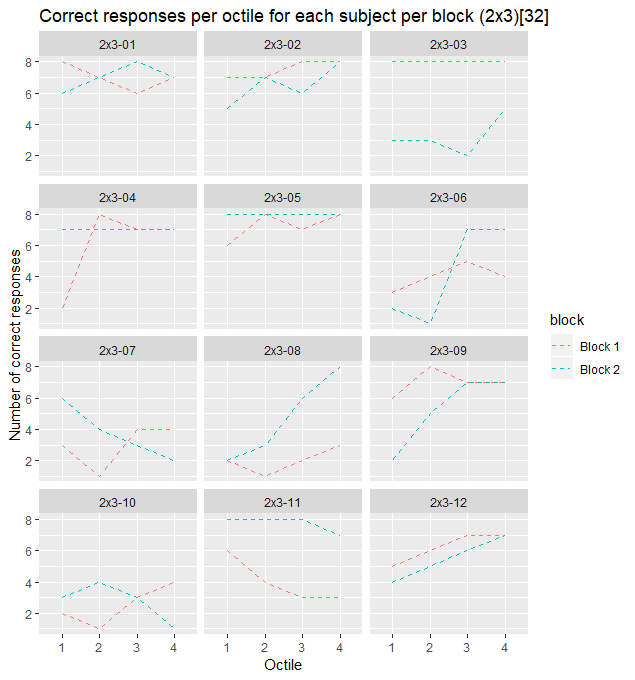 Correct responses per octile for each subject per block (2x3)[32]
2x3-01 2x3-02 2x3-03
8
6
4
2
2x3-04 2x3-05 2x3-06
8
6
4
2
2x3-07 2x3-08 2x3-09
8
6
4
2
2x3-10 2x3-11 2x3-12
8
6
4
2
1 2 3 4 1 2 3 4 1 2 3 4
Octile
Number of correct responses
block
Block 1
Block 2